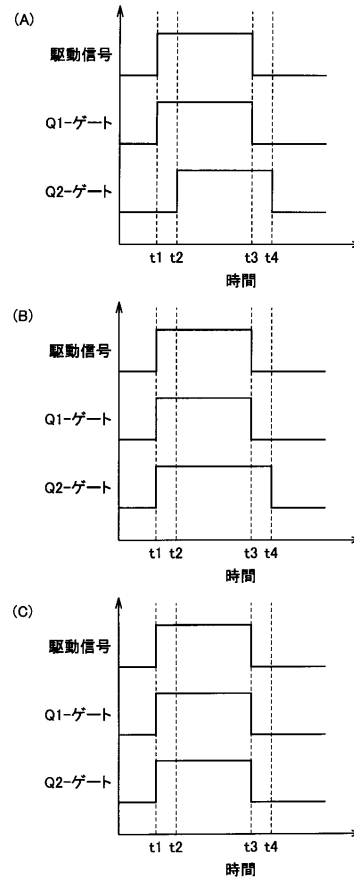 (A)
駆動信号
Q1-ゲート
Q2-ゲート
t1 t2 t3 t4
時間
(B)
駆動信号
Q1-ゲート
Q2-ゲート
t1 t2 t3 t4
時間
(C)
駆動信号
Q1-ゲート
Q2-ゲート
t1 t2 t3 t4
時間